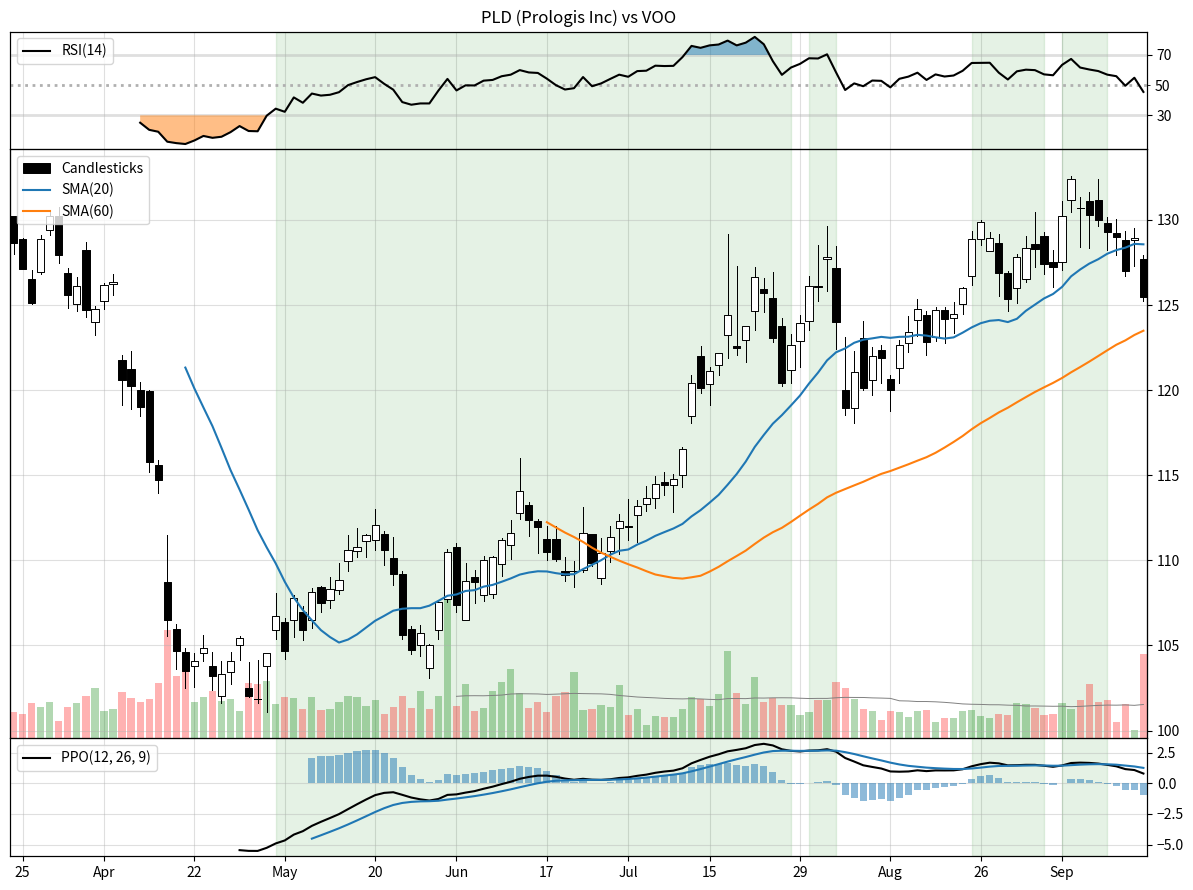 PLD (Prologis Inc) vs VOO
RSI(14)
70
50
30
Candlesticks
SMA(20)
SMA(60)
130
125
120
115
110
105
100
PPO(12, 26, 9)
2.5
0.0
−2.5
−5.0
25 Apr 22 May 20 Jun 17 Jul 15 29 Aug 26 Sep